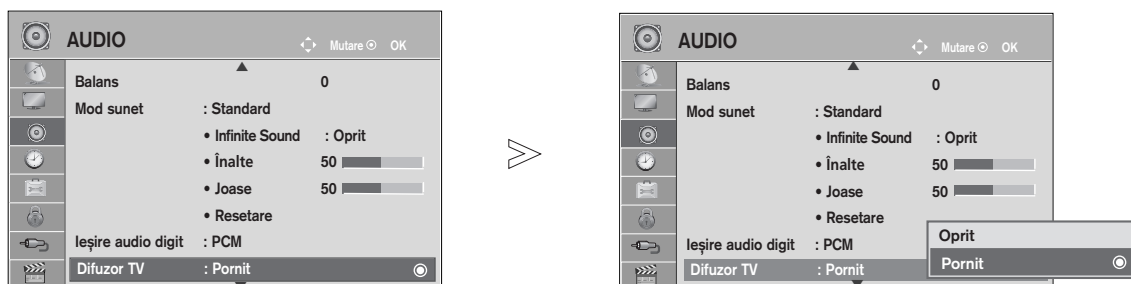 AUDIO
Mutare OK
Balans 0
Mod sunet : Standard
• Infinite Sound : Oprit
• Înalte 50
• Joase 50
• Resetare
Ieşire audio digit : PCM
Difuzor TV : Pornit
AUDIO
Mutare OK
Balans 0
Mod sunet : Standard
• Infinite Sound : Oprit
• Înalte 50
• Joase 50
• Resetare
Ieşire audio digit : PCM
Difuzor TV : Pornit
Oprit
Pornit